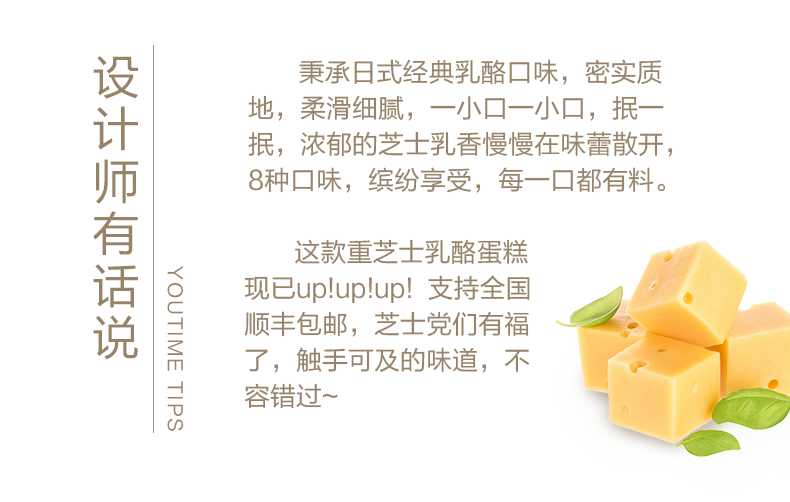 设计师有话说
YOUTIME TIPS
秉承日式经典乳酪口味，密实质
地，柔滑细腻，一小口一小口，抿一
抿，浓郁的芝士乳香慢慢在味蕾散开，
8种口味，缤纷享受，每一口都有料。
这款重芝士乳酪蛋糕
现已up!up!up! 支持全国
顺丰包邮，芝士党们有福
了，触手可及的味道，不
容错过~